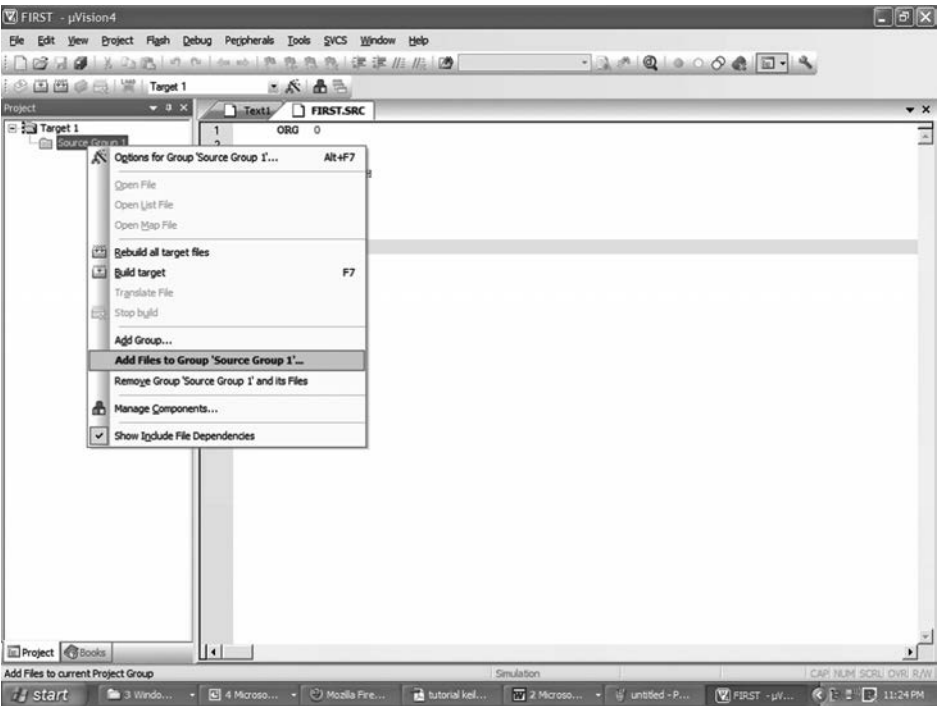 FIRST - µVision4
File Edit View Project Flash Debug Peripherals Tools SVCS Window Help
Target 1
Project
Text1 FIRST.SRC
Target 1
Source Group 1
1 ORG 0
2
Options for Group 'Source Group 1'... Alt+F7
Open File
Open List File
Open Map File
Rebuild all target files
Build target F7
Translate File
Stop build
Add Group...
Add Files to Group 'Source Group 1'...
Remove Group 'Source Group 1' and its Files
Manage Components...
Show Include File Dependencies
Project Books
Add Files to current Project Group Simulation CAP NUM SCRL OVR R/W
start 3 Windo... 4 Microso... Mozilla Fire... tutorial keil... 2 Microso... untitled - P... FIRST - µV... 11:24 PM